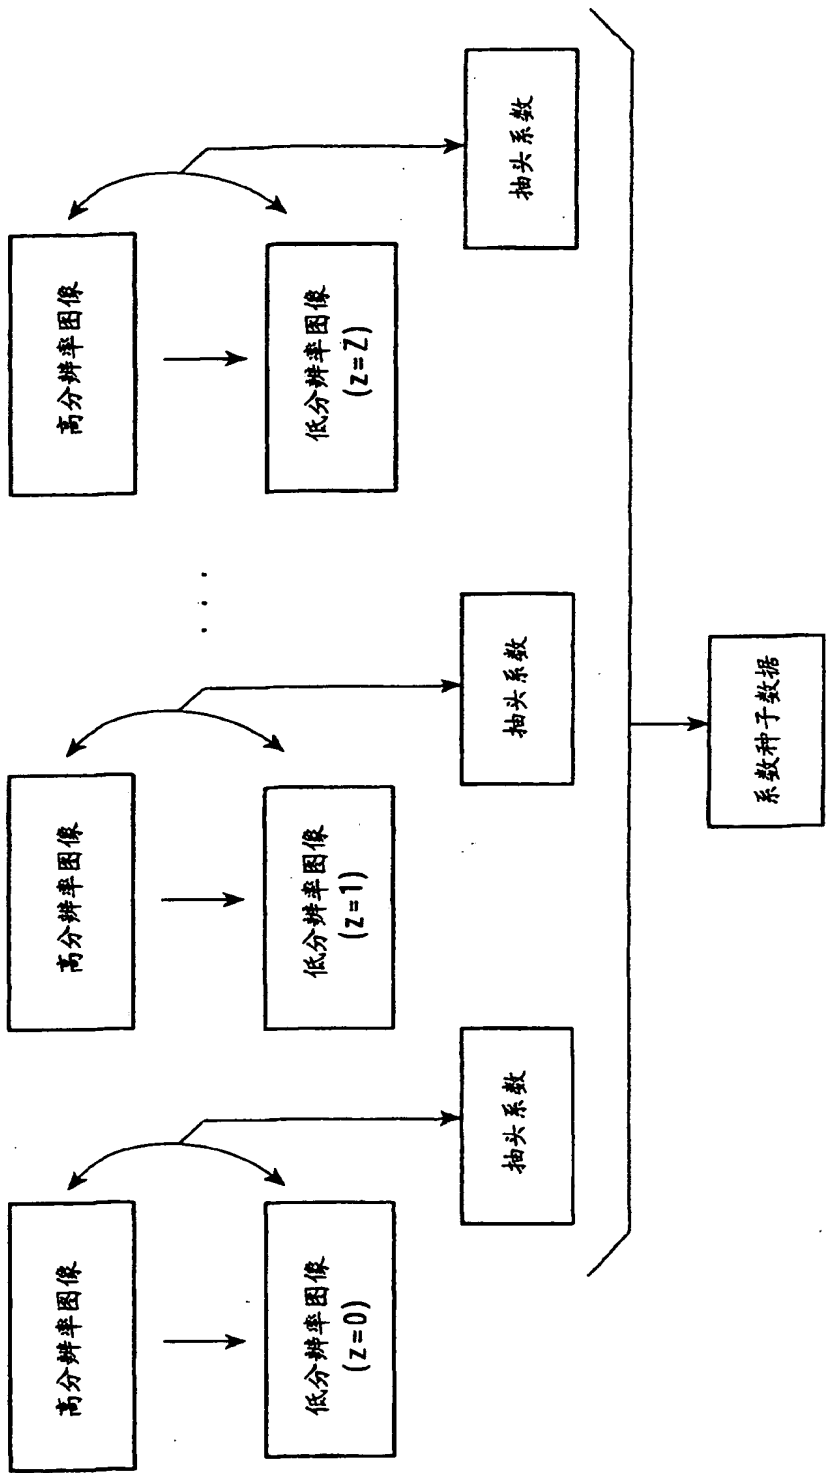 高分辨率图像
高分辨率图像
高分辨率图像
低分辨率图像
(z=0)
低分辨率图像
(z=1)
. . .
低分辨率图像
(z=Z)
抽头系数
抽头系数
抽头系数
系数种子数据